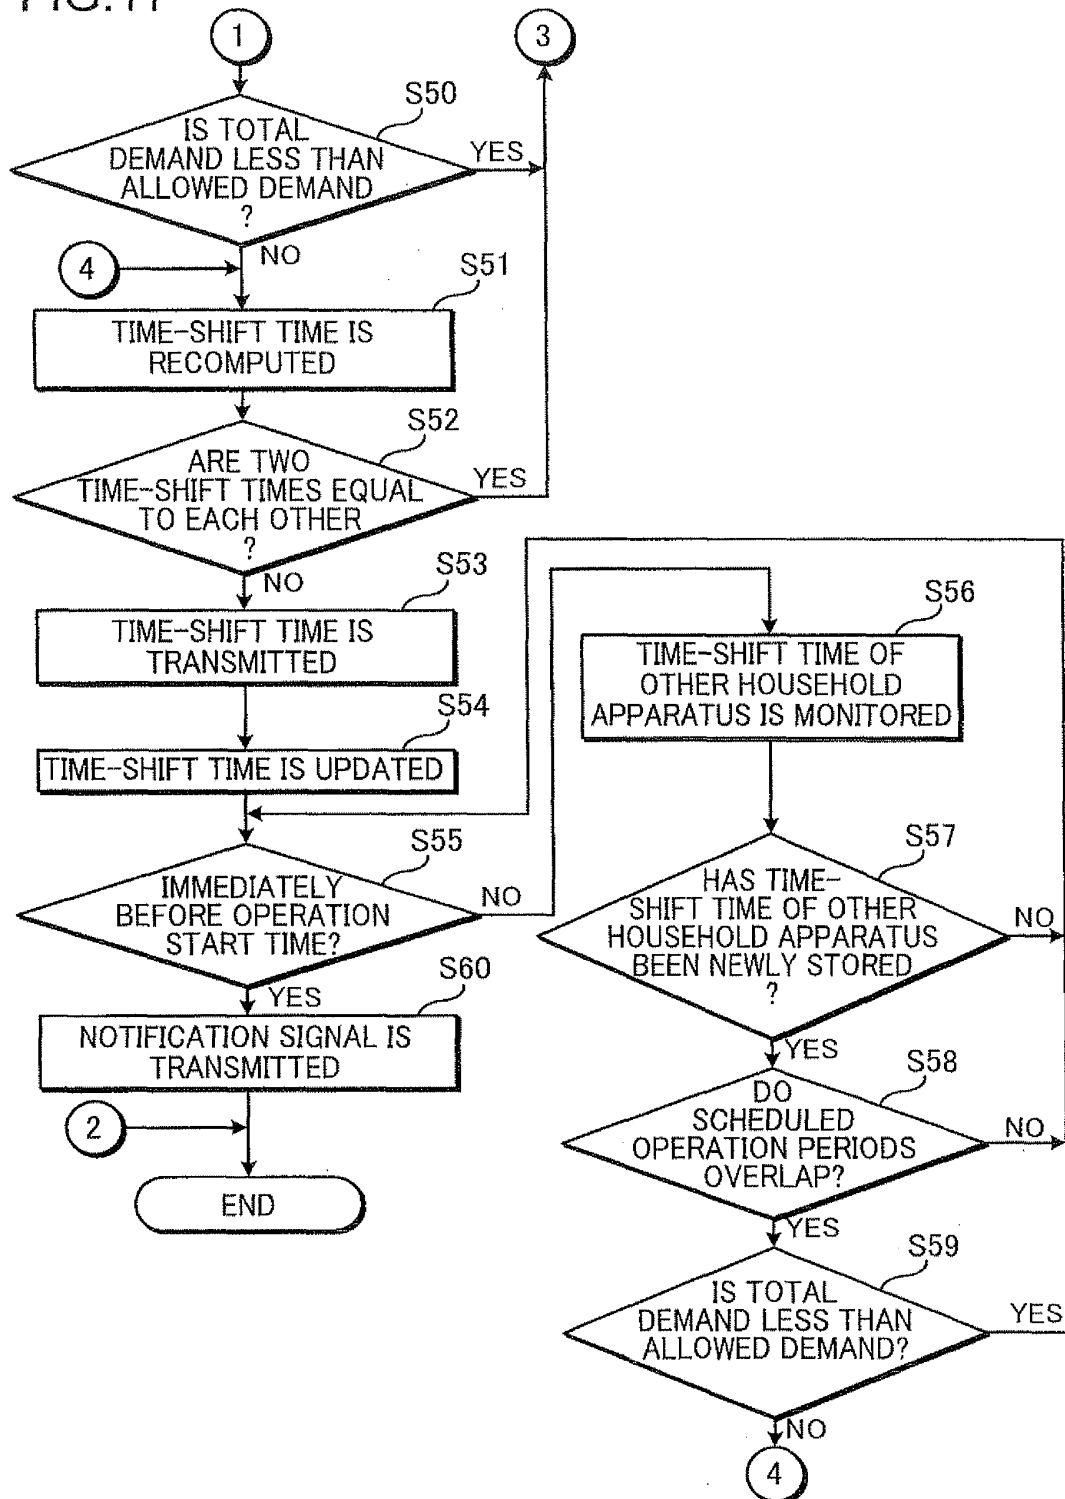 1
3
S50
IS TOTAL
DEMAND LESS THAN
ALLOWED DEMAND
?
YES
NO
4
S51
TIME-SHIFT TIME IS
RECOMPUTED
S52
ARE TWO
TIME-SHIFT TIMES EQUAL
TO EACH OTHER
?
YES
NO
S53
TIME-SHIFT TIME IS
TRANSMITTED
S54
TIME-SHIFT TIME IS UPDATED
S55
IMMEDIATELY
BEFORE OPERATION
START TIME?
NO
YES
S60
NOTIFICATION SIGNAL IS
TRANSMITTED
2
END
S56
TIME-SHIFT TIME OF
OTHER HOUSEHOLD
APPARATUS IS MONITORED
S57
HAS TIME-
SHIFT TIME OF OTHER
HOUSEHOLD APPARATUS
BEEN NEWLY STORED
?
NO
YES
S58
DO
SCHEDULED
OPERATION PERIODS
OVERLAP?
NO
YES
S59
IS TOTAL
DEMAND LESS THAN
ALLOWED DEMAND?
YES
NO
4